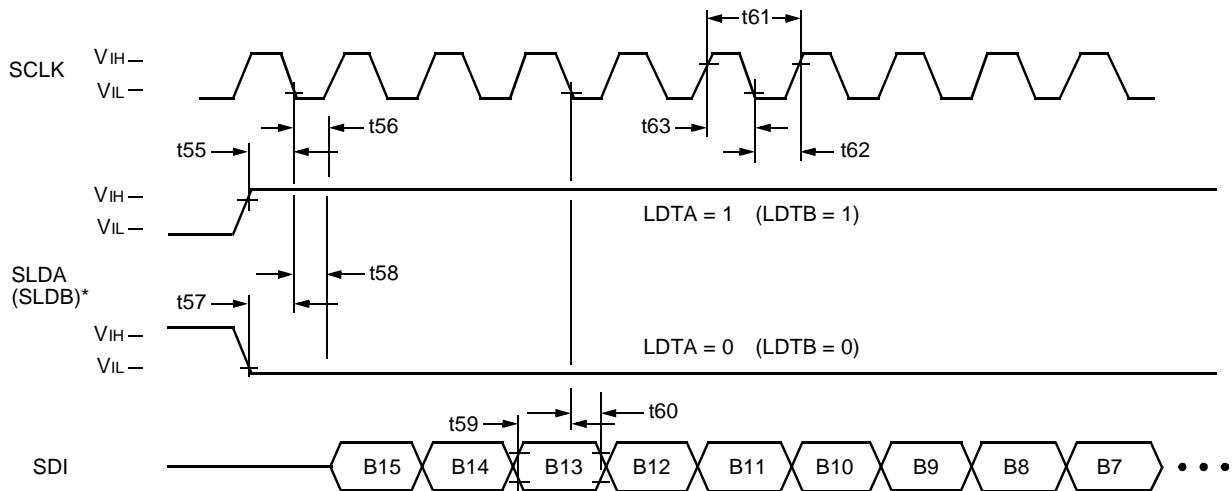 t61
VIH
SCLK
VIL
t56
t63
t62
t55
VIH
LDTA = 1 (LDTB = 1)
VIL
SLDA
(SLDB)*
t58
t57
VIH
LDTA = 0 (LDTB = 0)
VIL
t59
t60
SDI
B15 B14 B13 B12 B11 B10 B9 B8 B7 • • •